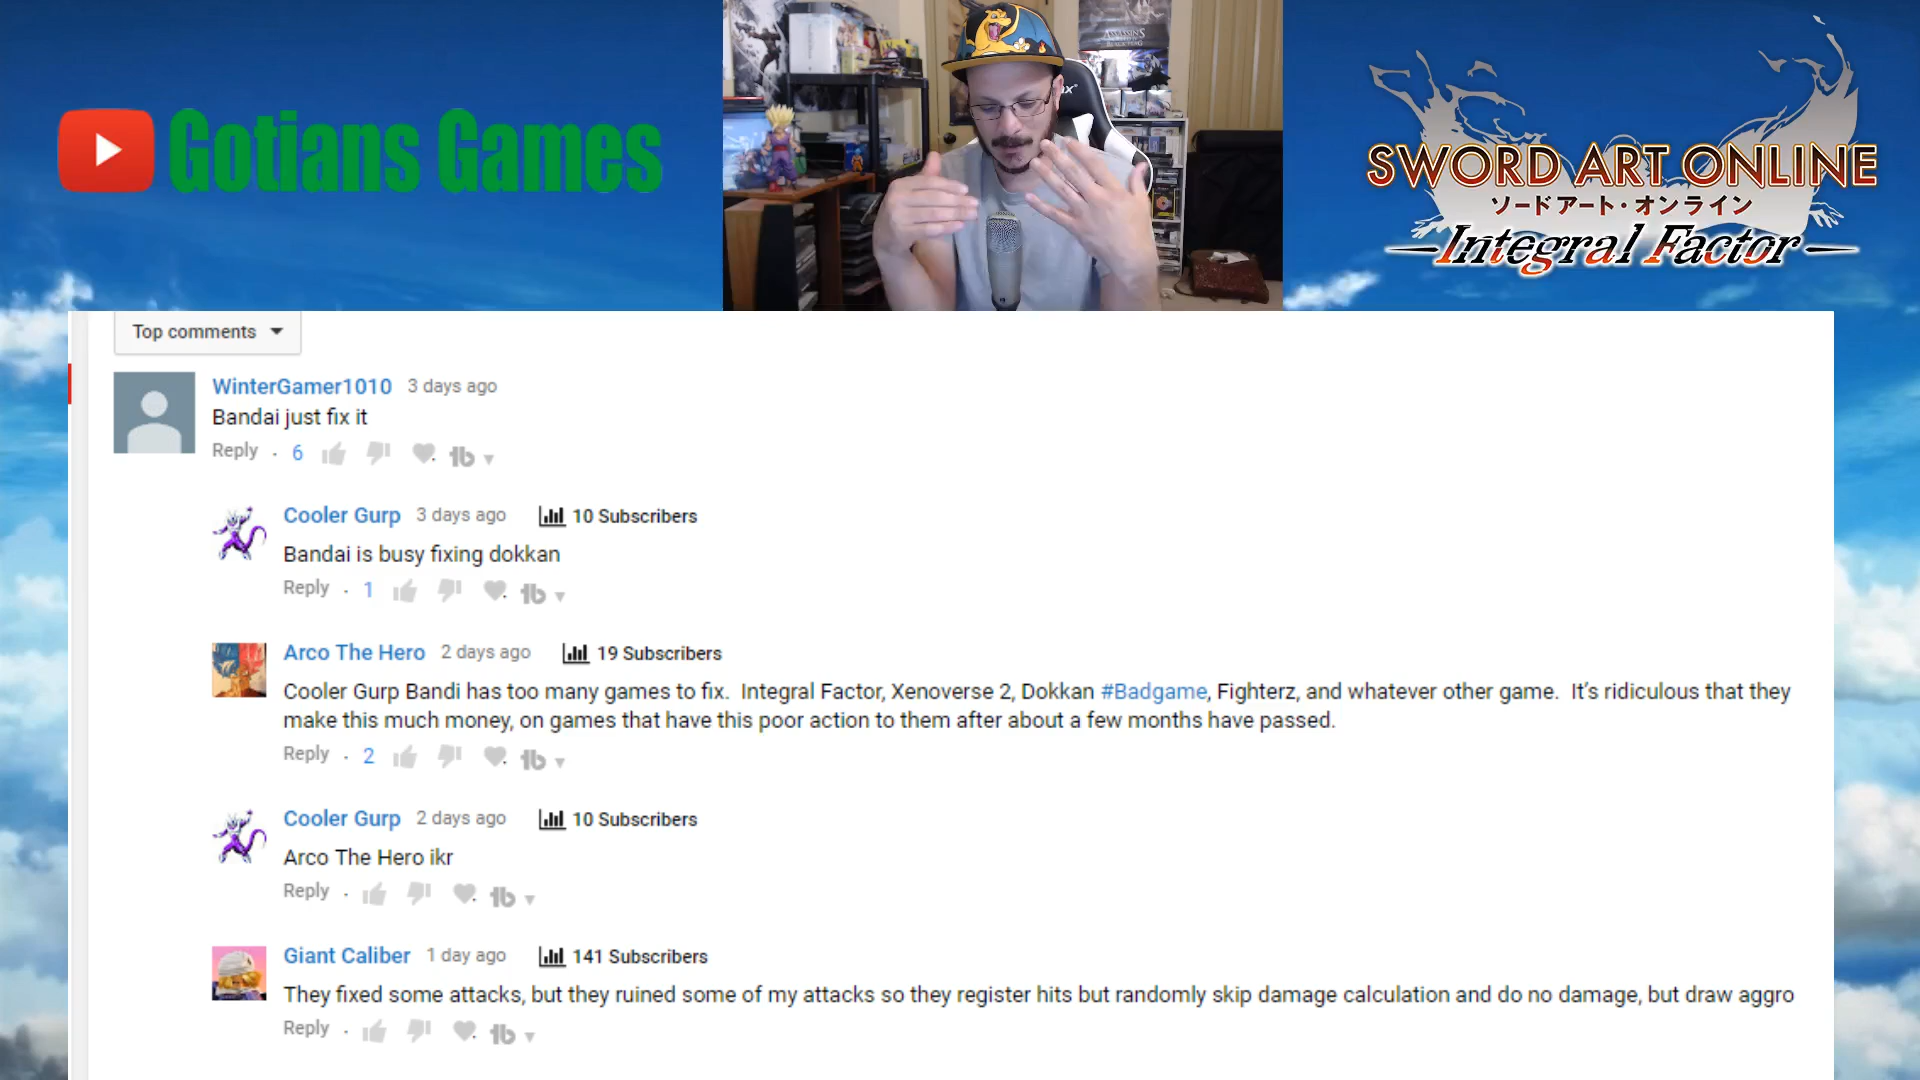 Gotians Games
ASSASSINS
SWORD ART ONLINE
ソードアート・オンライン
Integral Factor
Top comments
WinterGamer1010 3 days ago
Bandai just fix it
Reply · 6
Cooler Gurp 3 days ago 10 Subscribers
Bandai is busy fixing dokkan
Reply · 1
Arco The Hero 2 days ago 19 Subscribers
Cooler Gurp Bandi has too many games to fix. Integral Factor, Xenoverse 2, Dokkan #Badgame, Fighterz, and whatever other game. It's ridiculous that they
make this much money, on games that have this poor action to them after about a few months have passed.
Reply · 2
Cooler Gurp 2 days ago 10 Subscribers
Arco The Hero ikr
Reply ·
Giant Caliber 1 day ago 141 Subscribers
They fixed some attacks, but they ruined some of my attacks so they register hits but randomly skip damage calculation and do no damage, but draw aggro
Reply ·